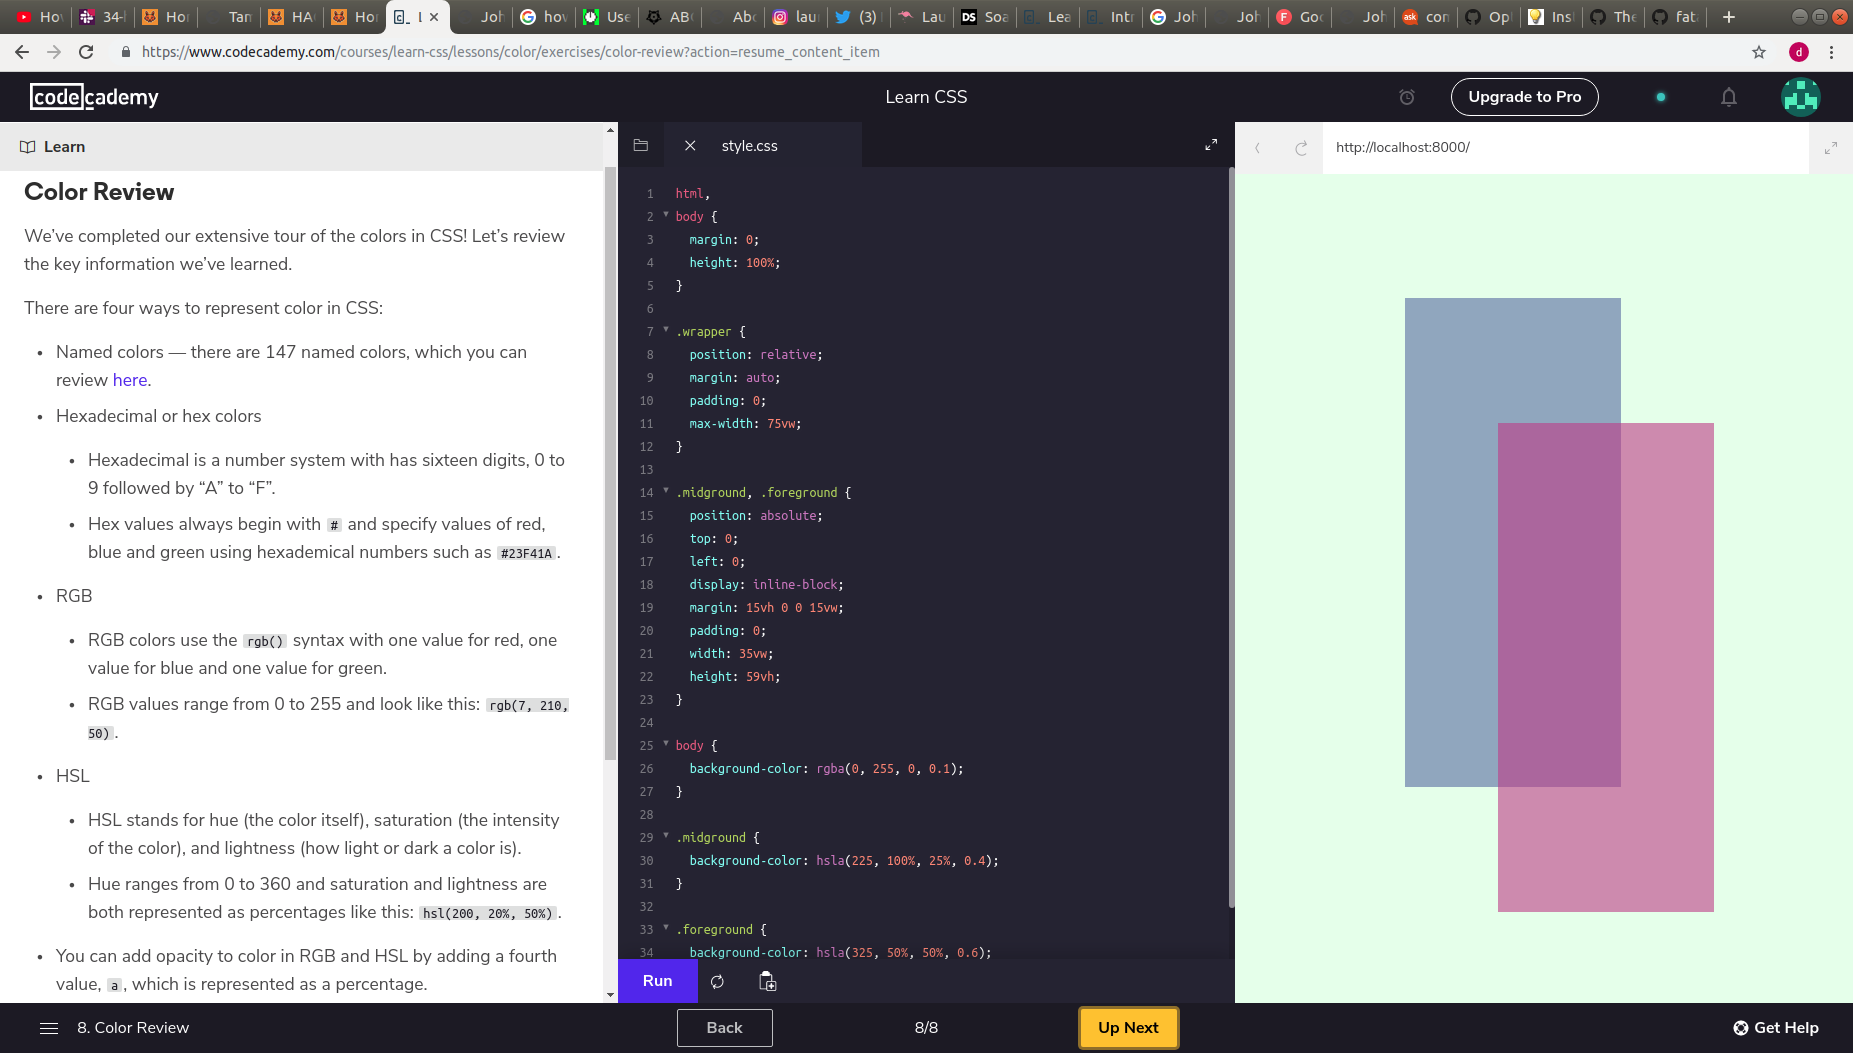 How
34-
Hor
Tam
HAC
Hor
L
Joh
how
Use
ABC
Abc
laur
(3)
Lau
Soa
Lea
Intr
Joh
Joh
Goo
Joh
con
Opi
Insi
The
fat
https://www.codecademy.com/courses/learn-css/lessons/color/exercises/color-review?action=resume_content_item
d
codecademy
Learn CSS
Upgrade to Pro
Learn
Color Review
We’ve completed our extensive tour of the colors in CSS! Let’s review
the key information we’ve learned.
There are four ways to represent color in CSS:
• Named colors — there are 147 named colors, which you can
review here.
• Hexadecimal or hex colors
• Hexadecimal is a number system with has sixteen digits, 0 to
9 followed by “A” to “F”.
• Hex values always begin with # and specify values of red,
blue and green using hexademical numbers such as #23F41A.
• RGB
• RGB colors use the rgb() syntax with one value for red, one
value for blue and one value for green.
• RGB values range from 0 to 255 and look like this: rgb(7, 210,
50).
• HSL
• HSL stands for hue (the color itself), saturation (the intensity
of the color), and lightness (how light or dark a color is).
• Hue ranges from 0 to 360 and saturation and lightness are
both represented as percentages like this: hsl(200, 20%, 50%).
• You can add opacity to color in RGB and HSL by adding a fourth
value, a, which is represented as a percentage.
style.css
1 html,
2 body {
3 margin: 0;
4 height: 100%;
5 }
6
7 .wrapper {
8 position: relative;
9 margin: auto;
10 padding: 0;
11 max-width: 75vw;
12 }
13
14 .midground, .foreground {
15 position: absolute;
16 top: 0;
17 left: 0;
18 display: inline-block;
19 margin: 15vh 0 0 15vw;
20 padding: 0;
21 width: 35vw;
22 height: 59vh;
23 }
24
25 body {
26 background-color: rgba(0, 255, 0, 0.1);
27 }
28
29 .midground {
30 background-color: hsla(225, 100%, 25%, 0.4);
31 }
32
33 .foreground {
34 background-color: hsla(325, 50%, 50%, 0.6);
Run
http://localhost:8000/
8. Color Review
Back
8/8
Up Next
Get Help